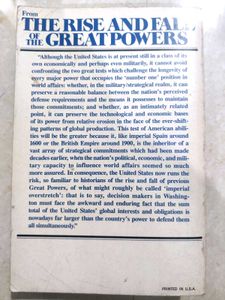 From
THE RISE AND FALL
OF THE GREAT POWERS
"Although the United States is at present still in a class of its
own economically and perhaps even militarily, it cannot avoid
confronting the two great tests which challenge the longevity of
every major power that occupies the 'number one' position in
world affairs: whether, in the military/strategical realm, it can
preserve a reasonable balance between the nation's perceived
defense requirements and the means it possesses to maintain
those commitments; and whether, as an intimately related
point, it can preserve the technological and economic bases
of its power from relative erosion in the face of the ever-shift-
ing patterns of global production. This test of American abili-
ties will be the greater because it, like imperial Spain around
1600 or the British Empire around 1900, is the inheritor of a
vast array of strategical commitments which had been made
decades earlier, when the nation's political, economic, and mili-
tary capacity to influence world affairs seemed so much
more assured. In consequence, the United States now runs the
risk, so familiar to historians of the rise and fall of previous
Great Powers, of what might roughly be called 'imperial
overstretch': that is to say, decision makers in Washing-
ton must face the awkward and enduring fact that the sum
total of the United States' global interests and obligations is
nowadays far larger than the country's power to defend them
all simultaneously."
PRINTED IN U.S.A.